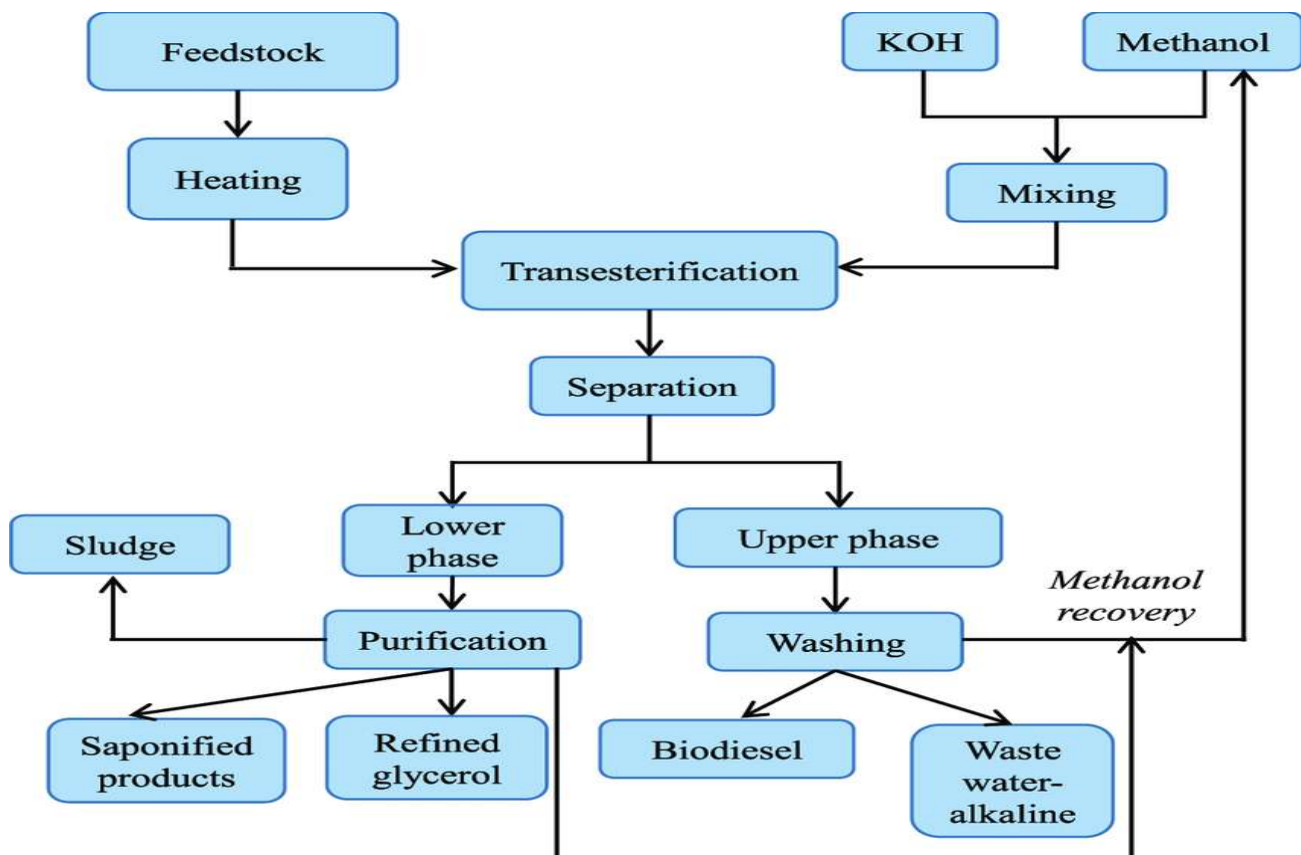 Feedstock
KOH
Methanol
Heating
Mixing
Transesterification
Separation
Lower
phase
Upper phase
Sludge
Methanol
recovery
Purification
Washing
Saponified
products
Refined
glycerol
Biodiesel
Waste
water-
alkaline